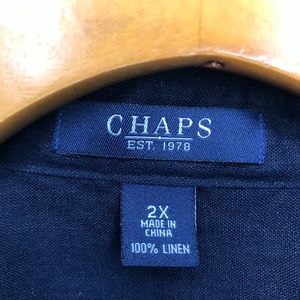 CHAPS
EST. 1978
2X
MADE IN
CHINA
100% LINEN